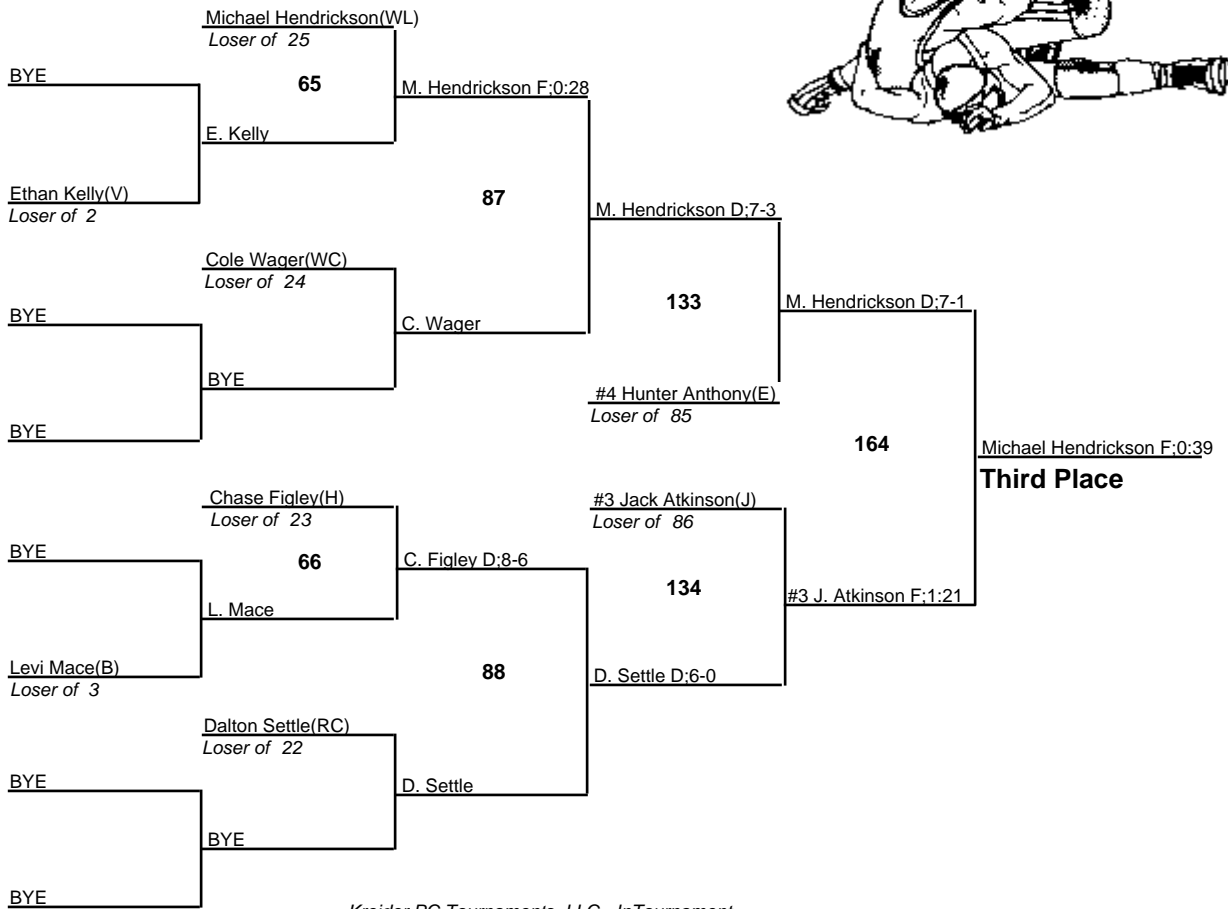 Michael Hendrickson(WL)
Loser of 25
BYE
65
M. Hendrickson F;0:28
E. Kelly
Ethan Kelly(V)
Loser of 2
87
M. Hendrickson D;7-3
Cole Wager(WC)
Loser of 24
133
M. Hendrickson D;7-1
BYE
C. Wager
BYE
#4 Hunter Anthony(E)
Loser of 85
BYE
164
Michael Hendrickson F;0:39
Third Place
Chase Figley(H)
Loser of 23
#3 Jack Atkinson(J)
Loser of 86
BYE
66
C. Figley D;8-6
134
#3 J. Atkinson F;1:21
L. Mace
Levi Mace(B)
Loser of 3
88
D. Settle D;6-0
Dalton Settle(RC)
Loser of 22
BYE
D. Settle
BYE
BYE